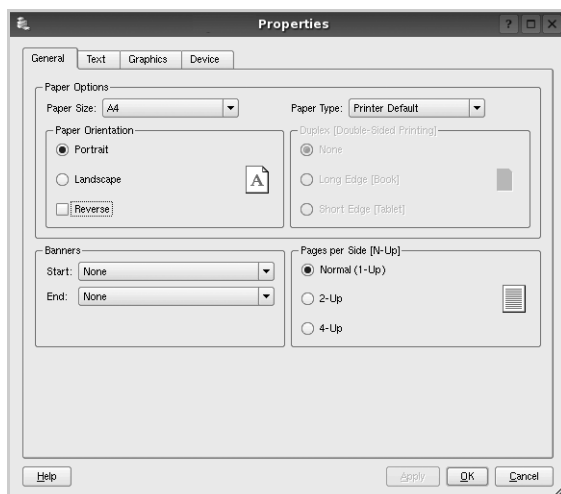 Properties
General Text Graphics Device
Paper Options
Paper Size: A4 Paper Type: Printer Default
Paper Orientation
Portrait
Landscape
A
Reverse
Duplex [Double-Sided Printing]
None
Long Edge [Book]
Short Edge [Tablet]
Banners
Start: None
End: None
Pages per Side [N-Up]
Normal (1-Up)
2-Up
4-Up
Help Apply OK Cancel